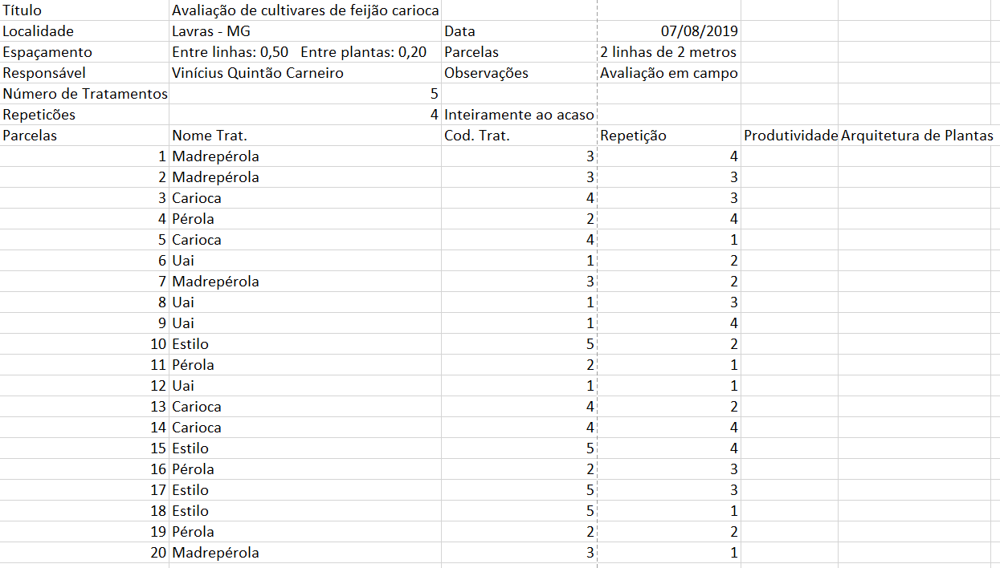 Título Avaliação de cultivares de feijão carioca
Localidade Lavras - MG Data 07/08/2019
Espaçamento Entre linhas: 0,50 Entre plantas: 0,20 Parcelas 2 linhas de 2 metros
Responsável Vinícius Quintão Carneiro Observações Avaliação em campo
Número de Tratamentos 5
Repeticões 4 Inteiramente ao acaso
Parcelas Nome Trat. Cod. Trat. Repetição Produtividade Arquitetura de Plantas
1 Madrepérola 3 4
2 Madrepérola 3 3
3 Carioca 4 3
4 Pérola 2 4
5 Carioca 4 1
6 Uai 1 2
7 Madrepérola 3 2
8 Uai 1 3
9 Uai 1 4
10 Estilo 5 2
11 Pérola 2 1
12 Uai 1 1
13 Carioca 4 2
14 Carioca 4 4
15 Estilo 5 4
16 Pérola 2 3
17 Estilo 5 3
18 Estilo 5 1
19 Pérola 2 2
20 Madrepérola 3 1